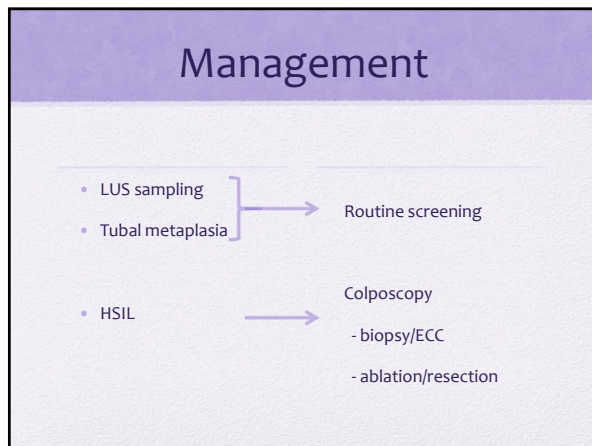 Management
• LUS sampling
• Tubal metaplasia
Routine screening
• HSIL
Colposcopy
- biopsy/ECC
- ablation/resection